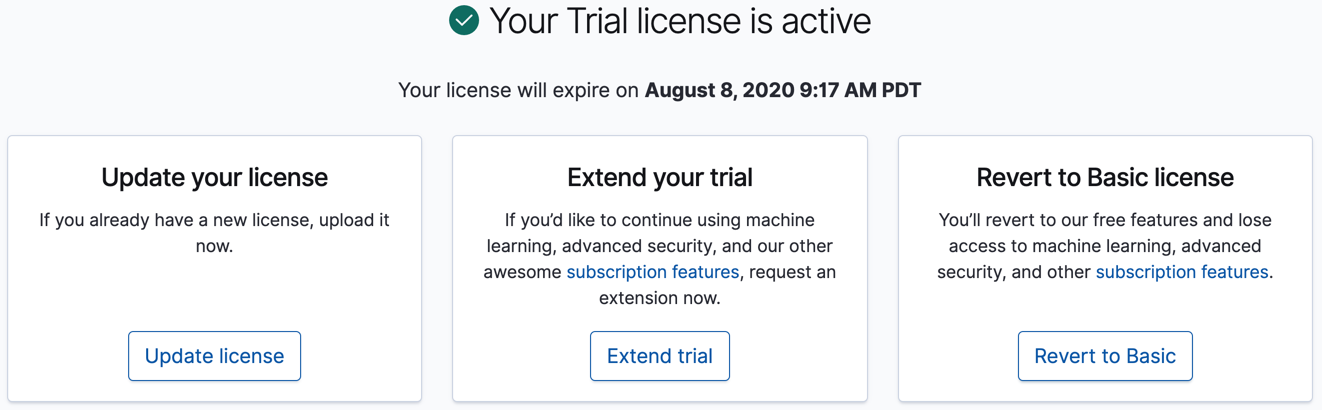 Your Trial license is active
Your license will expire on August 8, 2020 9:17 AM PDT
Update your license
If you already have a new license, upload it
now.
Update license
Extend your trial
If you’d like to continue using machine
learning, advanced security, and our other
awesome subscription features, request an
extension now.
Extend trial
Revert to Basic license
You’ll revert to our free features and lose
access to machine learning, advanced
security, and other subscription features.
Revert to Basic